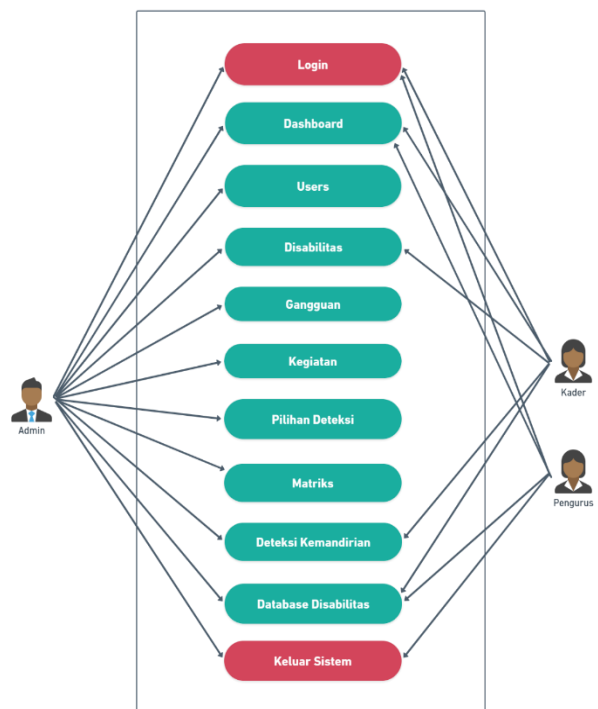 Login
Dashboard
Users
Disabilitas
Gangguan
Kegiatan
Pilihan Deteksi
Matriks
Deteksi Kemandirian
Database Disabilitas
Keluar Sistem
Admin
Kader
Pengurus